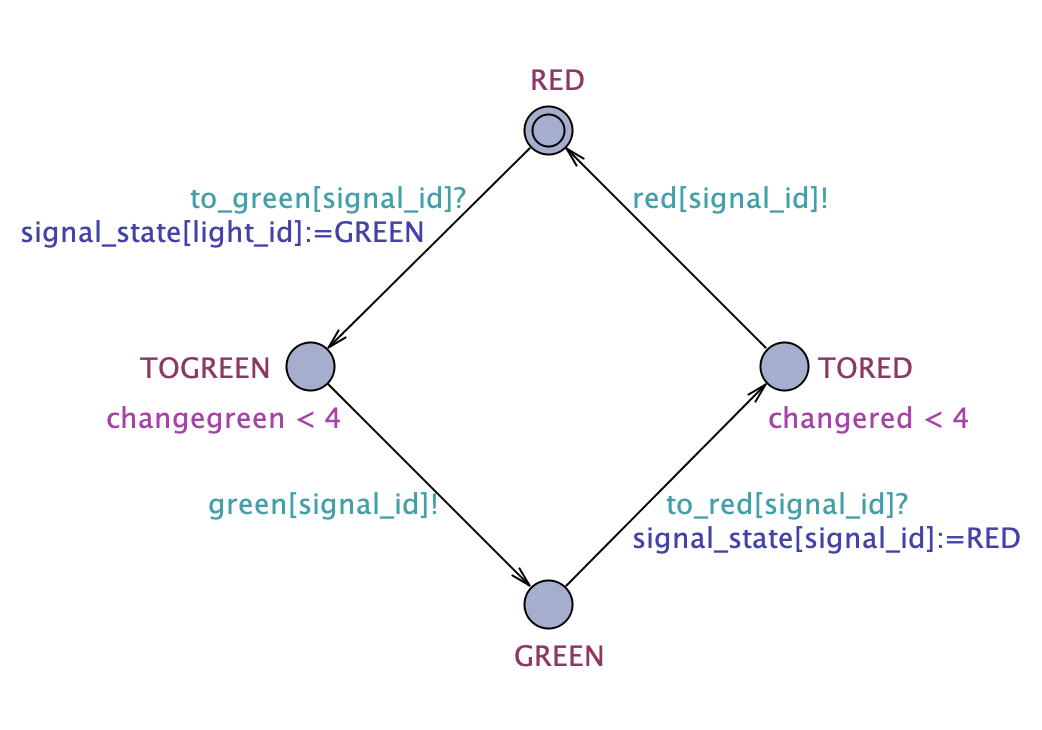 RED
to_green[signal_id]?
signal_state[light_id]:=GREEN
red[signal_id]!
TOGREEN
changegreen < 4
TORED
changered < 4
green[signal_id]!
to_red[signal_id]?
signal_state[signal_id]:=RED
GREEN